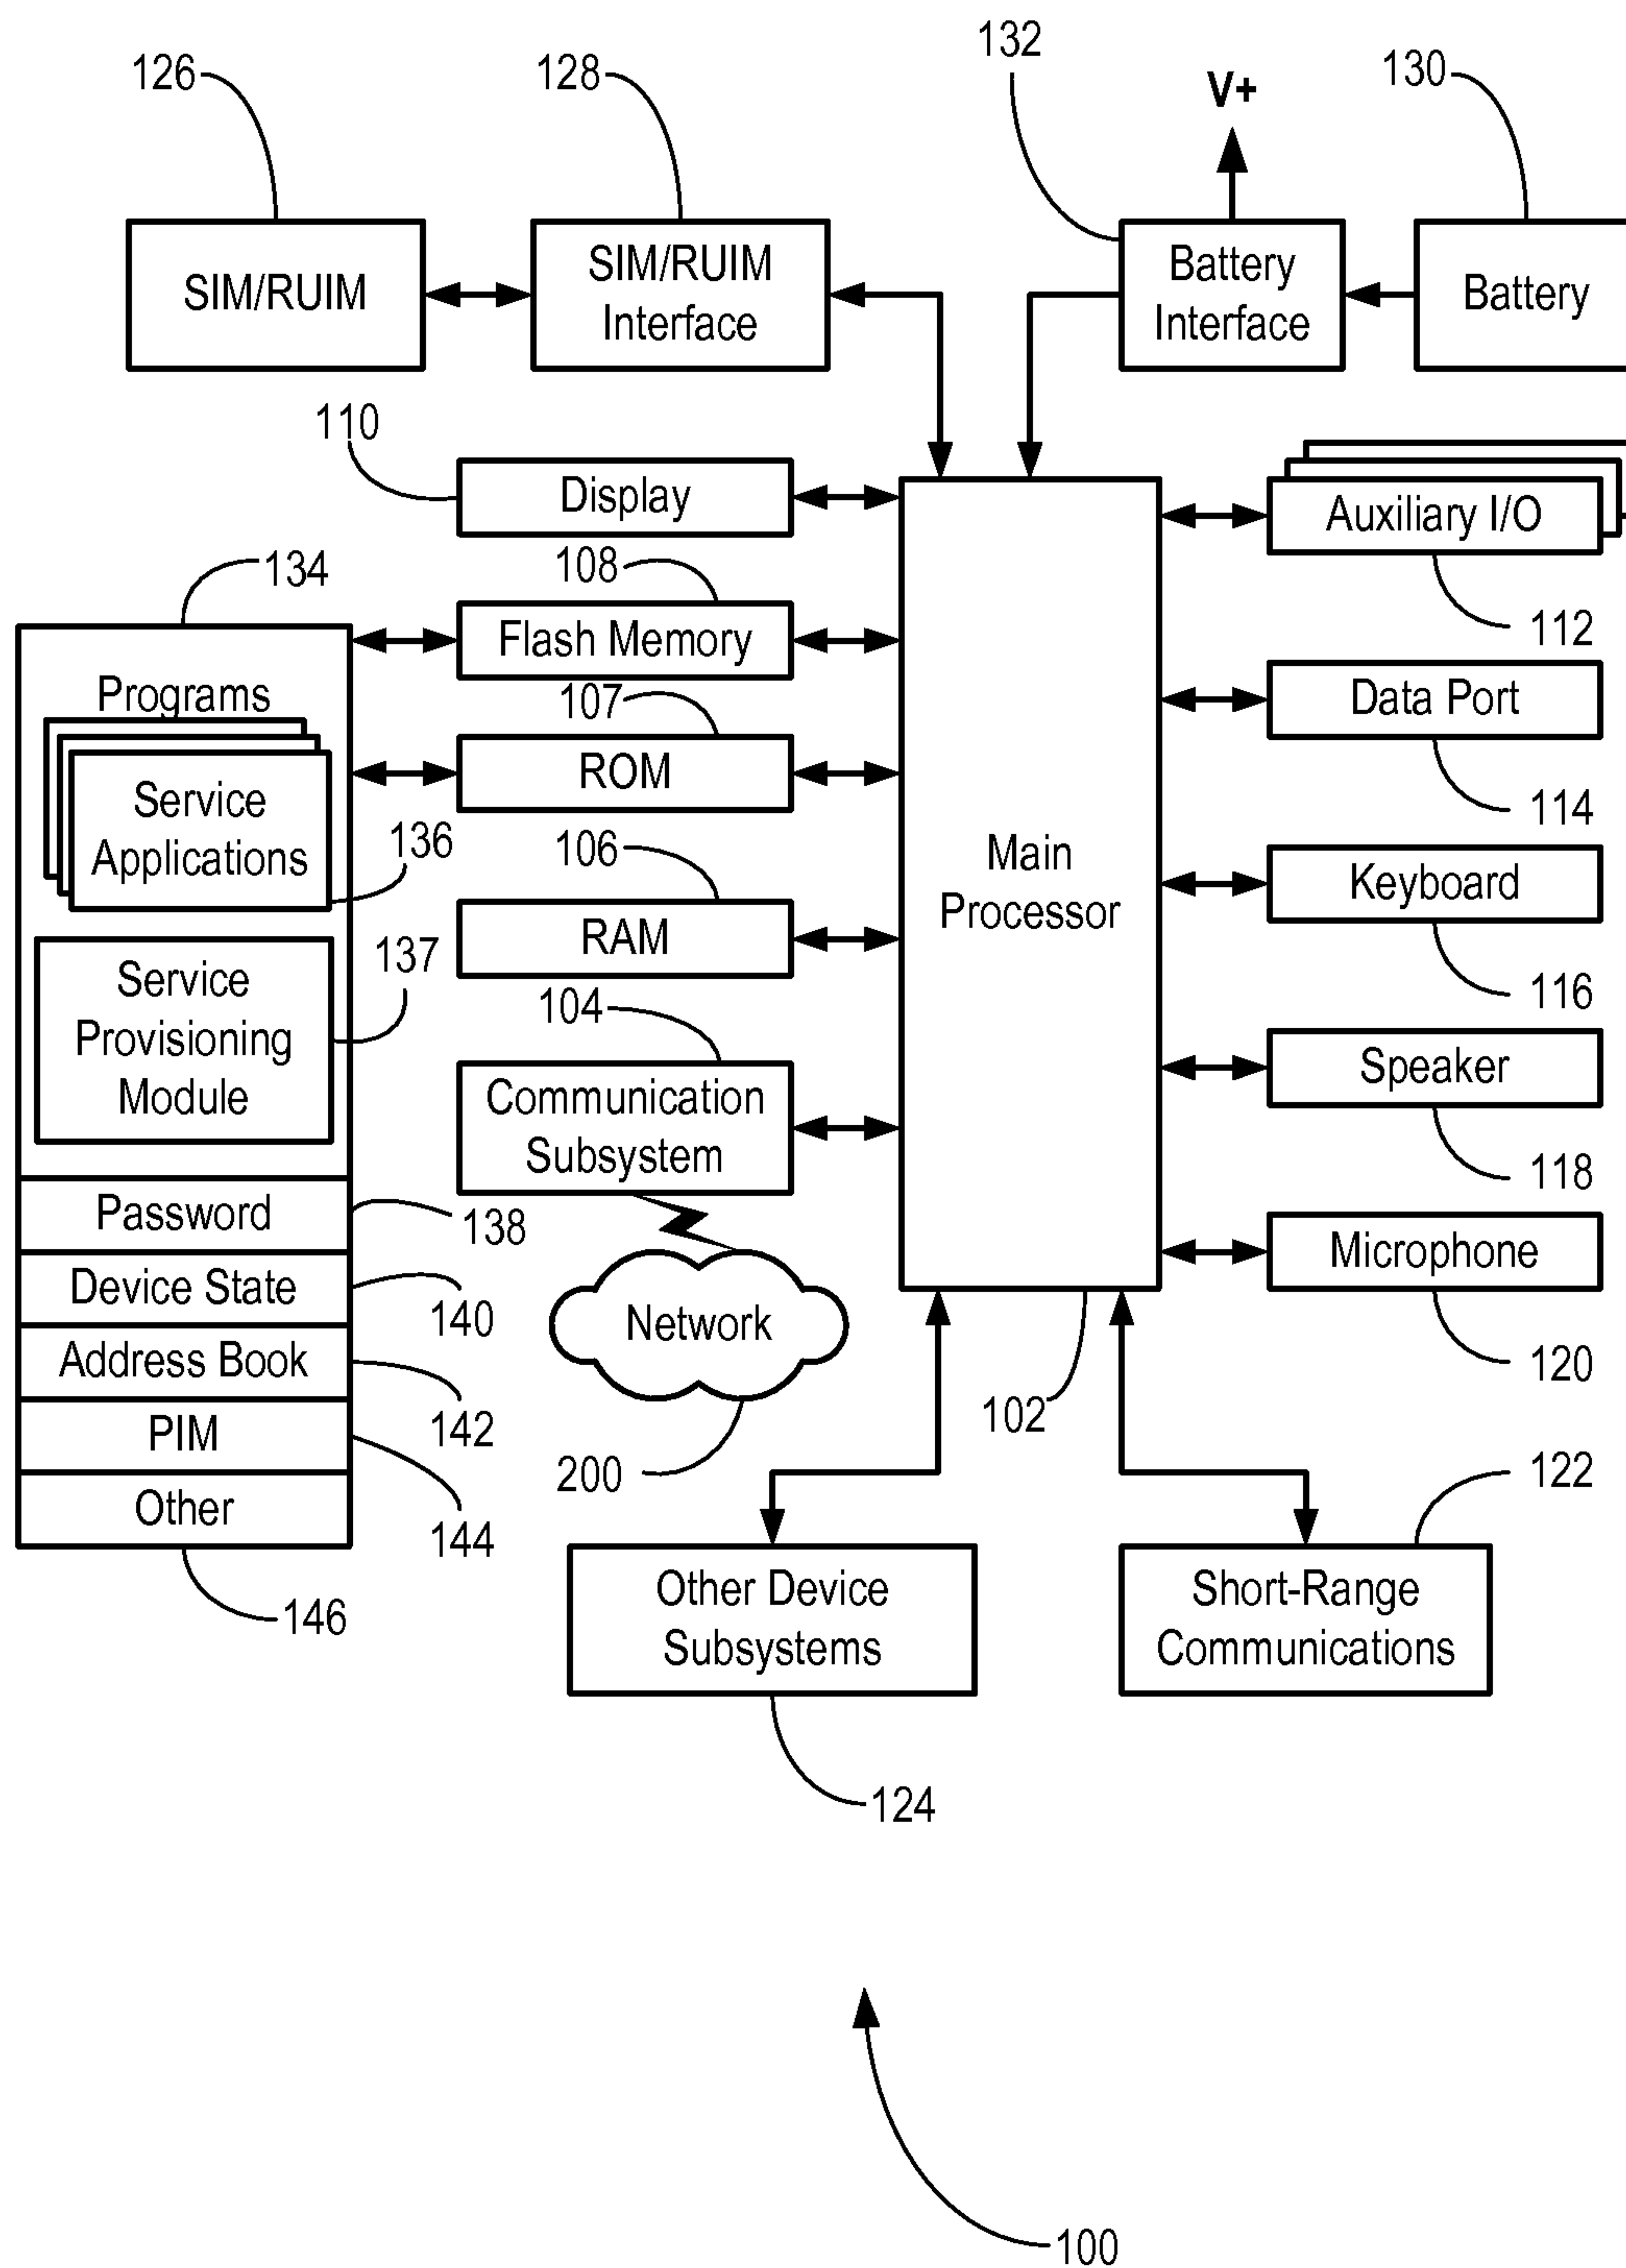 132
126
128
V+
130
SIM/RUIM
SIM/RUIM
Interface
Battery
Interface
Battery
110
Display
Auxiliary I/O
134
108
112
Programs
Flash Memory
107
Data Port
ROM
Service
Applications
136
106
114
Main
Processor
Keyboard
RAM
137
Service
Provisioning
Module
104
116
Communication
Subsystem
Speaker
118
Password
138
Microphone
Device State
140
Network
Address Book
142
102
120
PIM
144
200
122
Other
146
Other Device
Subsystems
Short-Range
Communications
124
100